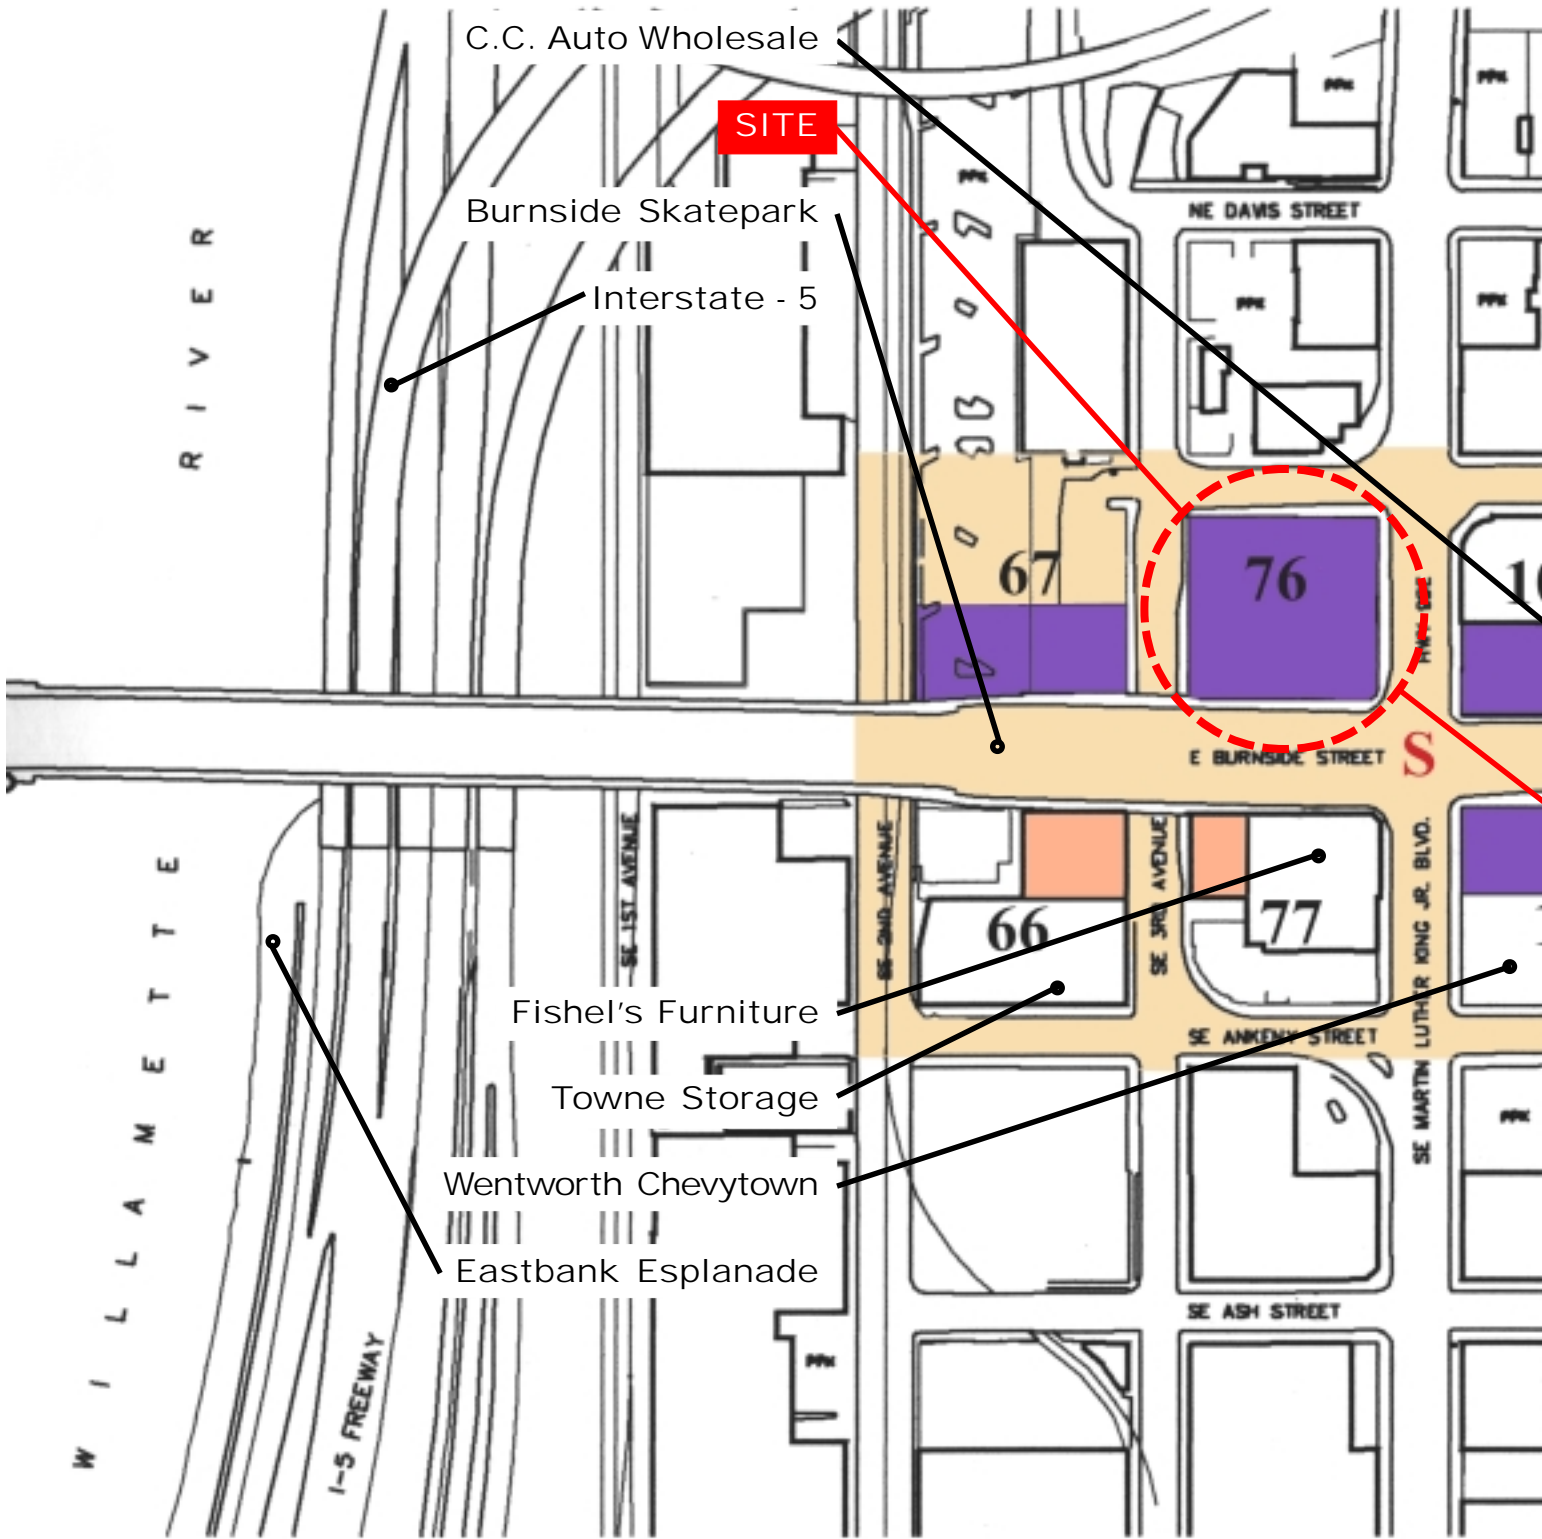 C.C. Auto Wholesale
SITE
Burnside Skatepark
Interstate - 5
NE DAVIS STREET
RIVER
67
76
E BURNSIDE STREET
S
SE 1ST AVENUE
SE 2ND AVENUE
SE 3RD AVENUE
SE MARTIN LUTHER KING JR. BLVD.
66
77
Fishel's Furniture
SE ANKENY STREET
Towne Storage
Wentworth Chevytown
Eastbank Esplanade
SE ASH STREET
WILLAMETTE
I-5 FREEWAY